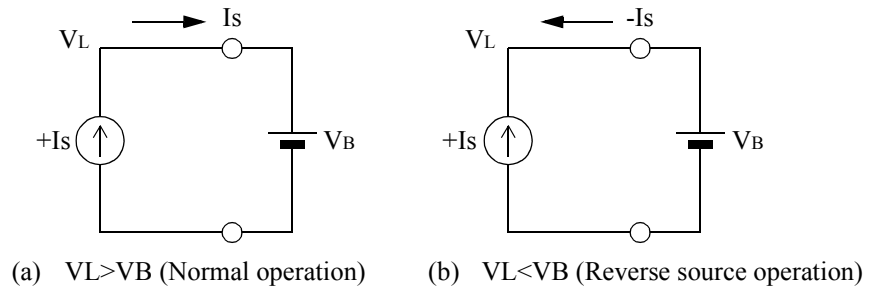 Is
VL
+Is
VB
(a) VL>VB (Normal operation)
-Is
VL
+Is
VB
(b) VL<VB (Reverse source operation)